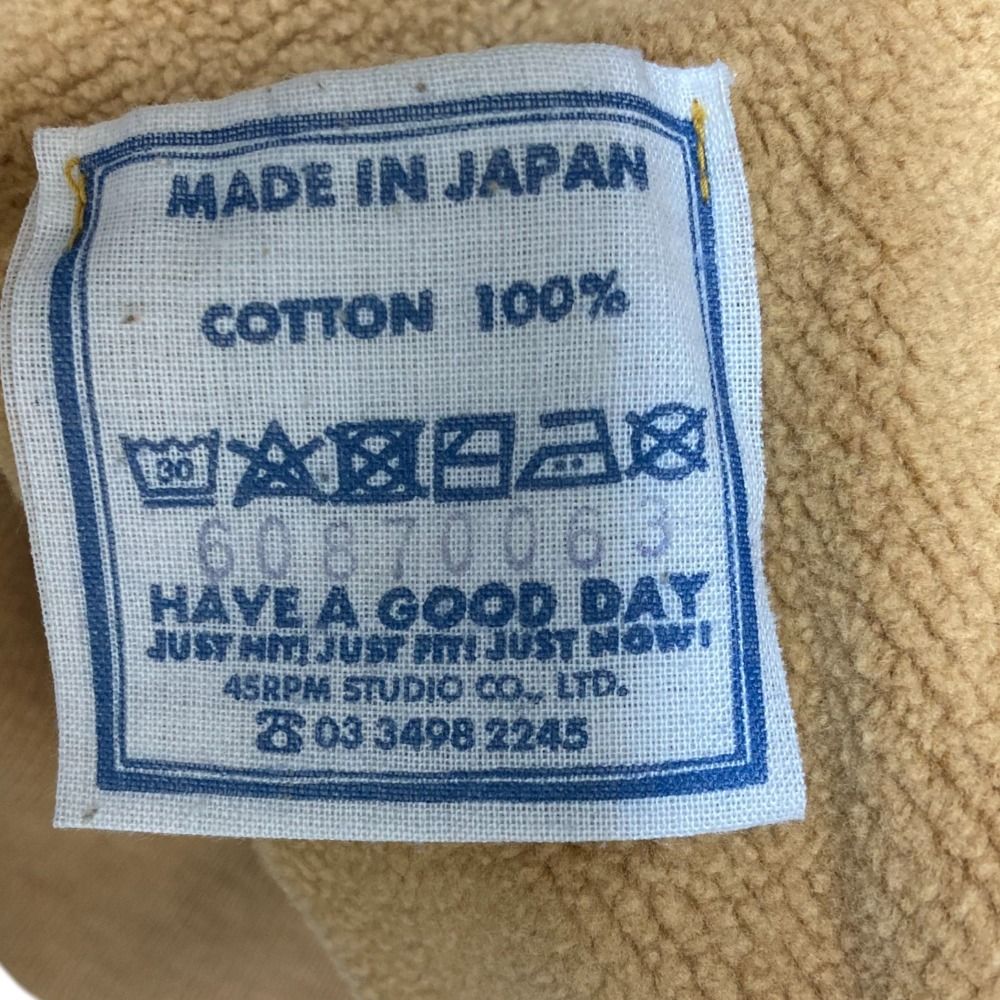 MADE IN JAPAN
COTTON 100%
30
60870063
HAVE A GOOD DAY
JUST HIT! JUST FIT! JUST NOW!
45RPM STUDIO CO., LTD.
☎ 03 3498 2245